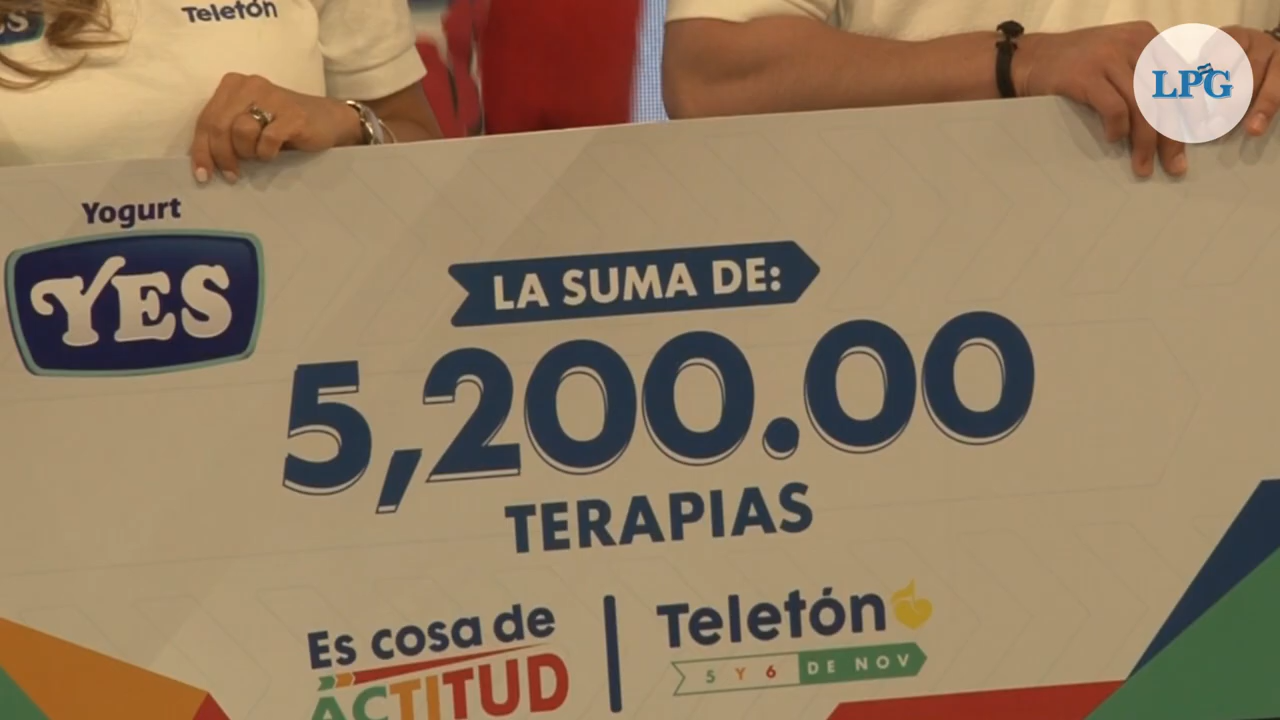 Teletón
ES
LPG
Yogurt
YES
LA SUMA DE:
5,200.00
TERAPIAS
Es cosa de
ACTITUD
Teletón
5 Y 6 DE NOV